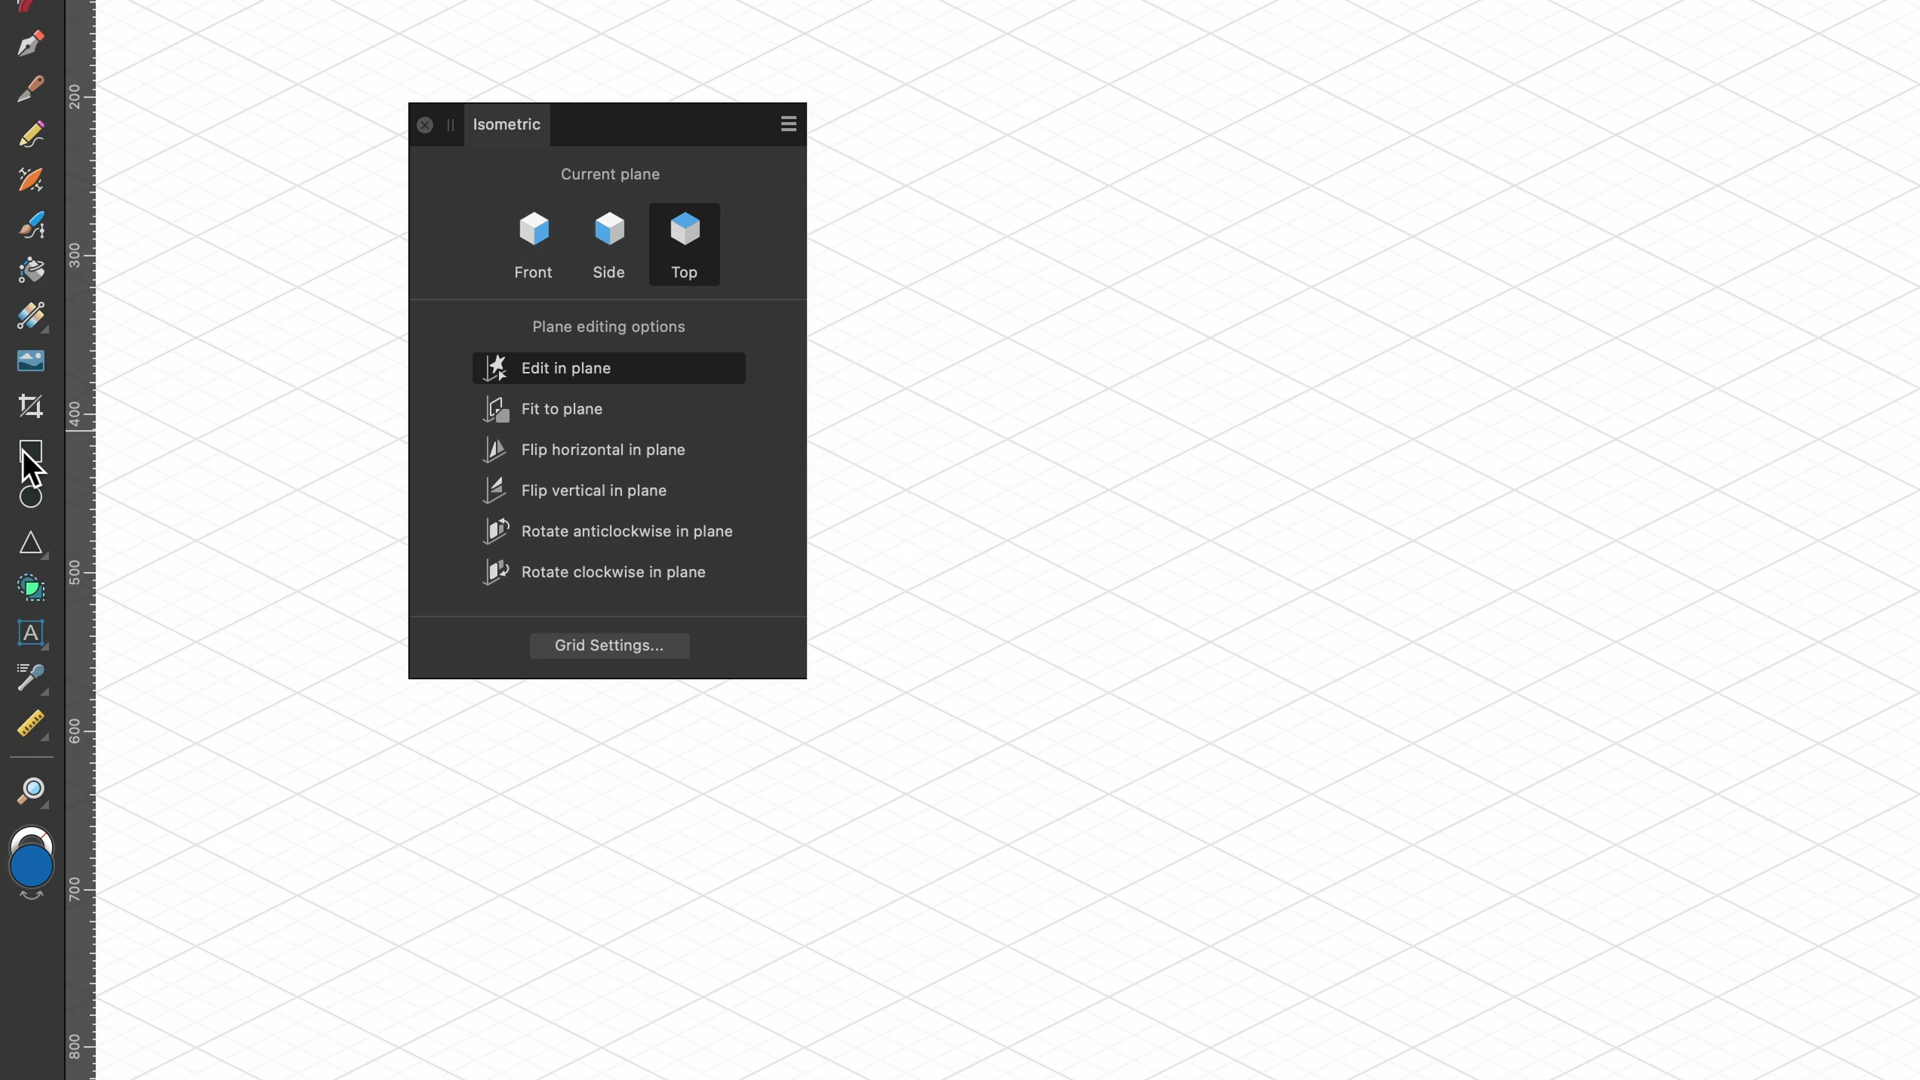 Isometric
Current plane
Front Side Top
Plane editing options
Edit in plane
Fit to plane
Flip horizontal in plane
Flip vertical in plane
Rotate anticlockwise in plane
Rotate clockwise in plane
Grid Settings...
200
300
400
500
600
700
800
A